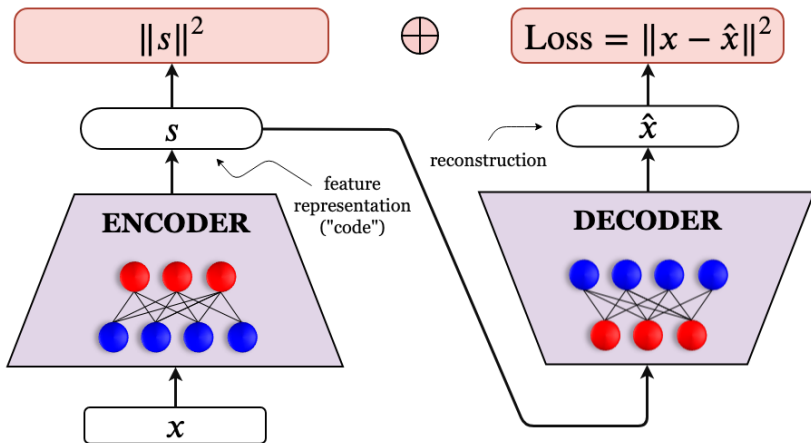 ‖s‖²
⊕
Loss = ‖x − x̂‖²
s
x̂
reconstruction
feature
representation
("code")
ENCODER
DECODER
x